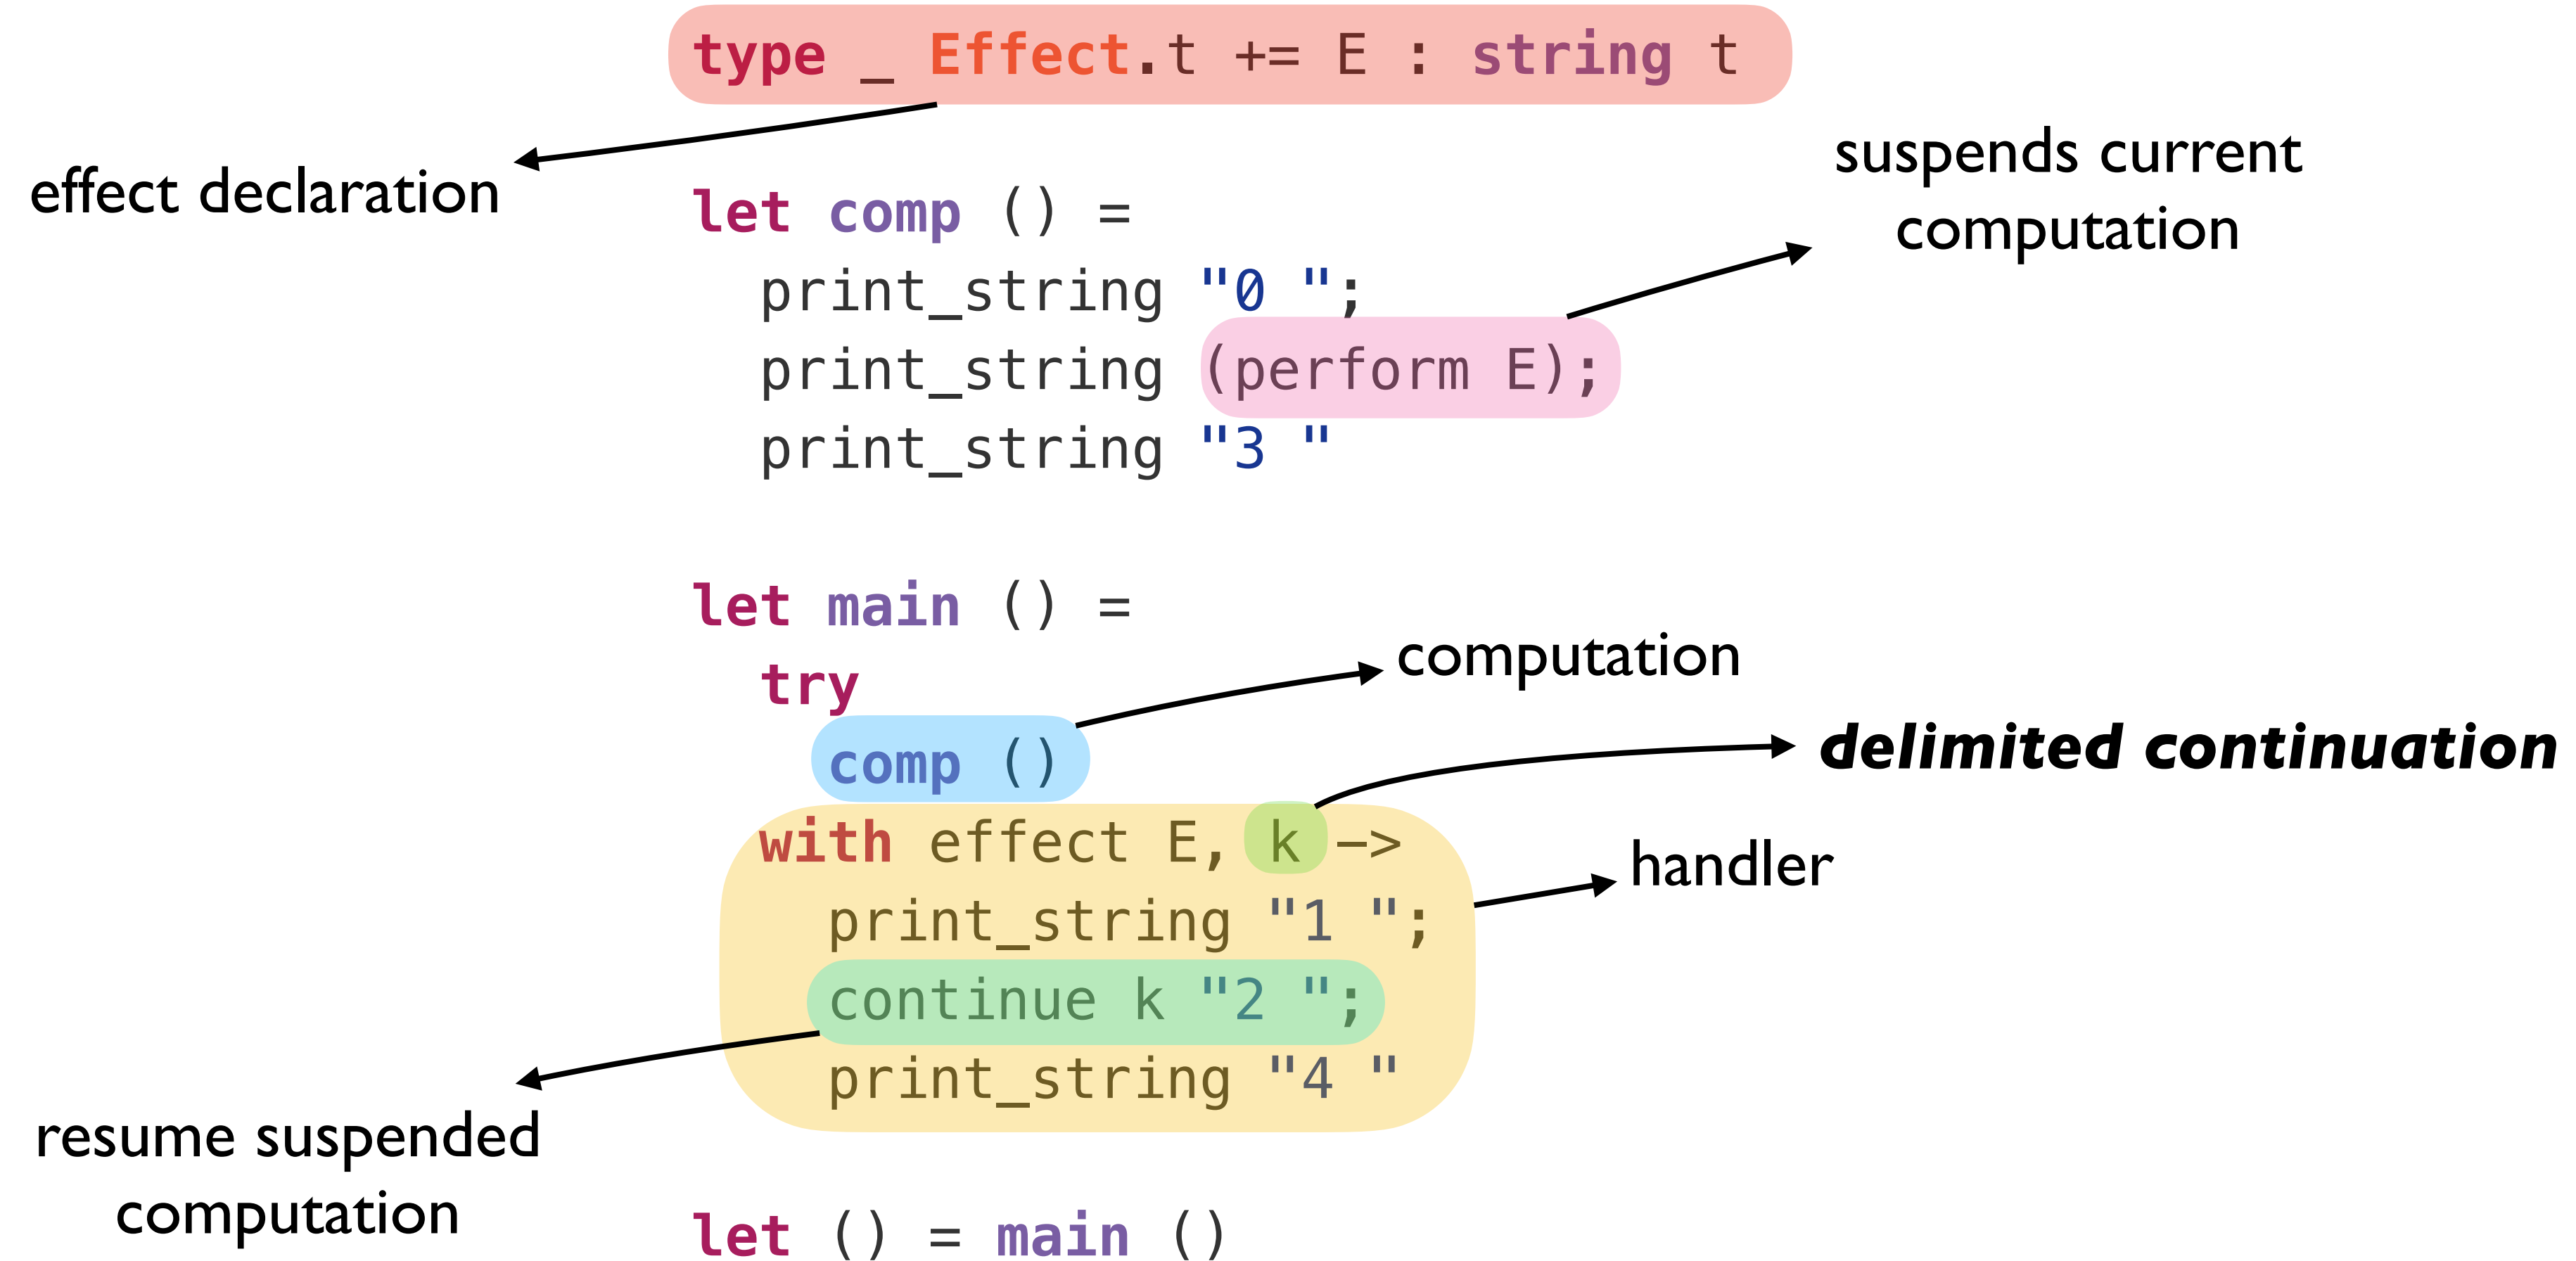 type _ Effect.t += E : string t
effect declaration
suspends current
computation
let comp () =
print_string "0 ";
print_string (perform E);
print_string "3 "
let main () =
try
computation
comp ()
delimited continuation
with effect E, k ->
handler
print_string "1 ";
continue k "2 ";
print_string "4 "
resume suspended
computation
let () = main ()